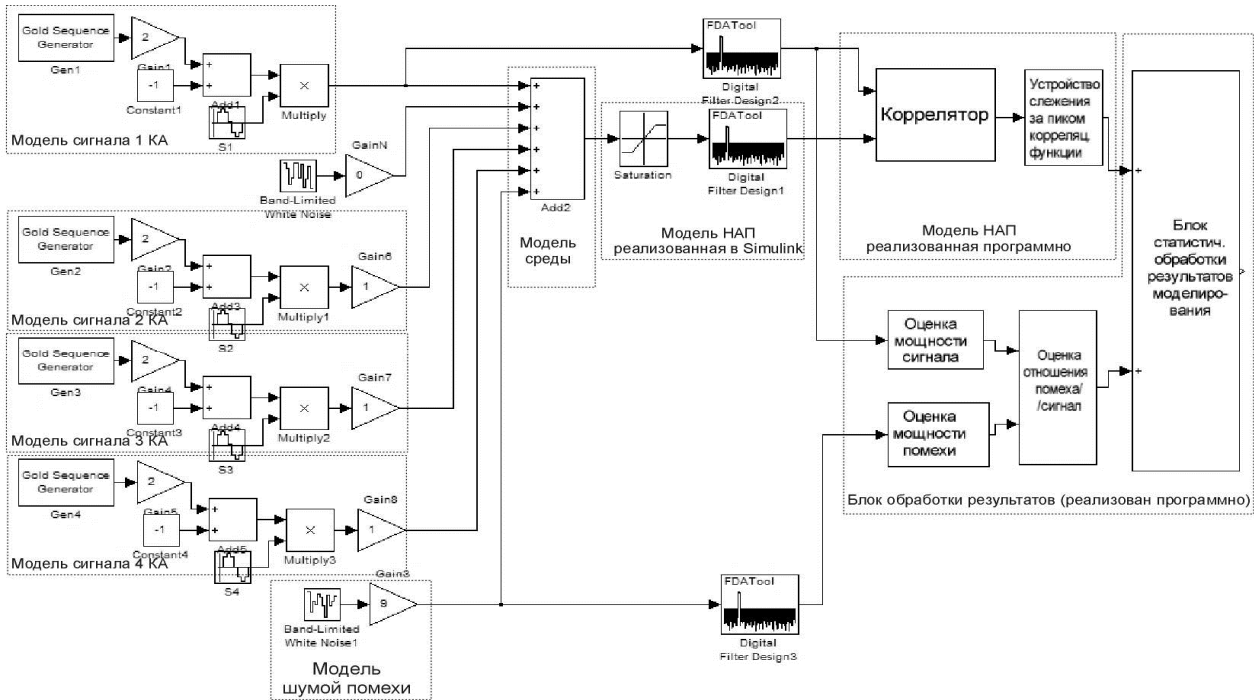 Gold Sequence
Generator
Gen1
2
Gain1
-1
Constant1
+
+
Add1
S1
×
Multiply
Модель сигнала 1 КА
Band-Limited
White Noise
0
GainN
Gold Sequence
Generator
Gen2
2
Gain2
-1
Constant2
+
+
Add3
S2
×
Multiply1
Gain6
1
Модель сигнала 2 КА
Gold Sequence
Generator
Gen3
2
Gain4
-1
Constant3
+
+
Add4
S3
×
Multiply2
Gain7
1
Модель сигнала 3 КА
Gold Sequence
Generator
Gen4
2
Gain5
-1
Constant4
+
+
Add5
S4
×
Multiply3
Gain8
1
Модель сигнала 4 КА
Band-Limited
White Noise1
Gain3
9
Модель
шумой помехи
+
+
+
+
+
+
Add2
Модель
среды
Saturation
FDATool
Digital
Filter Design2
FDATool
Digital
Filter Design1
Модель НАП
реализованная в Simulink
FDATool
Digital
Filter Design3
Коррелятор
Устройство
слежения
за пиком
корреляц.
функции
Модель НАП
реализованная программно
Оценка
мощности
сигнала
Оценка
мощности
помехи
Оценка
отношения
помеха/
/сигнал
+
+
Блок
статистич.
обработки
результатов
моделиро-
вания
Блок обработки результатов (реализован программно)